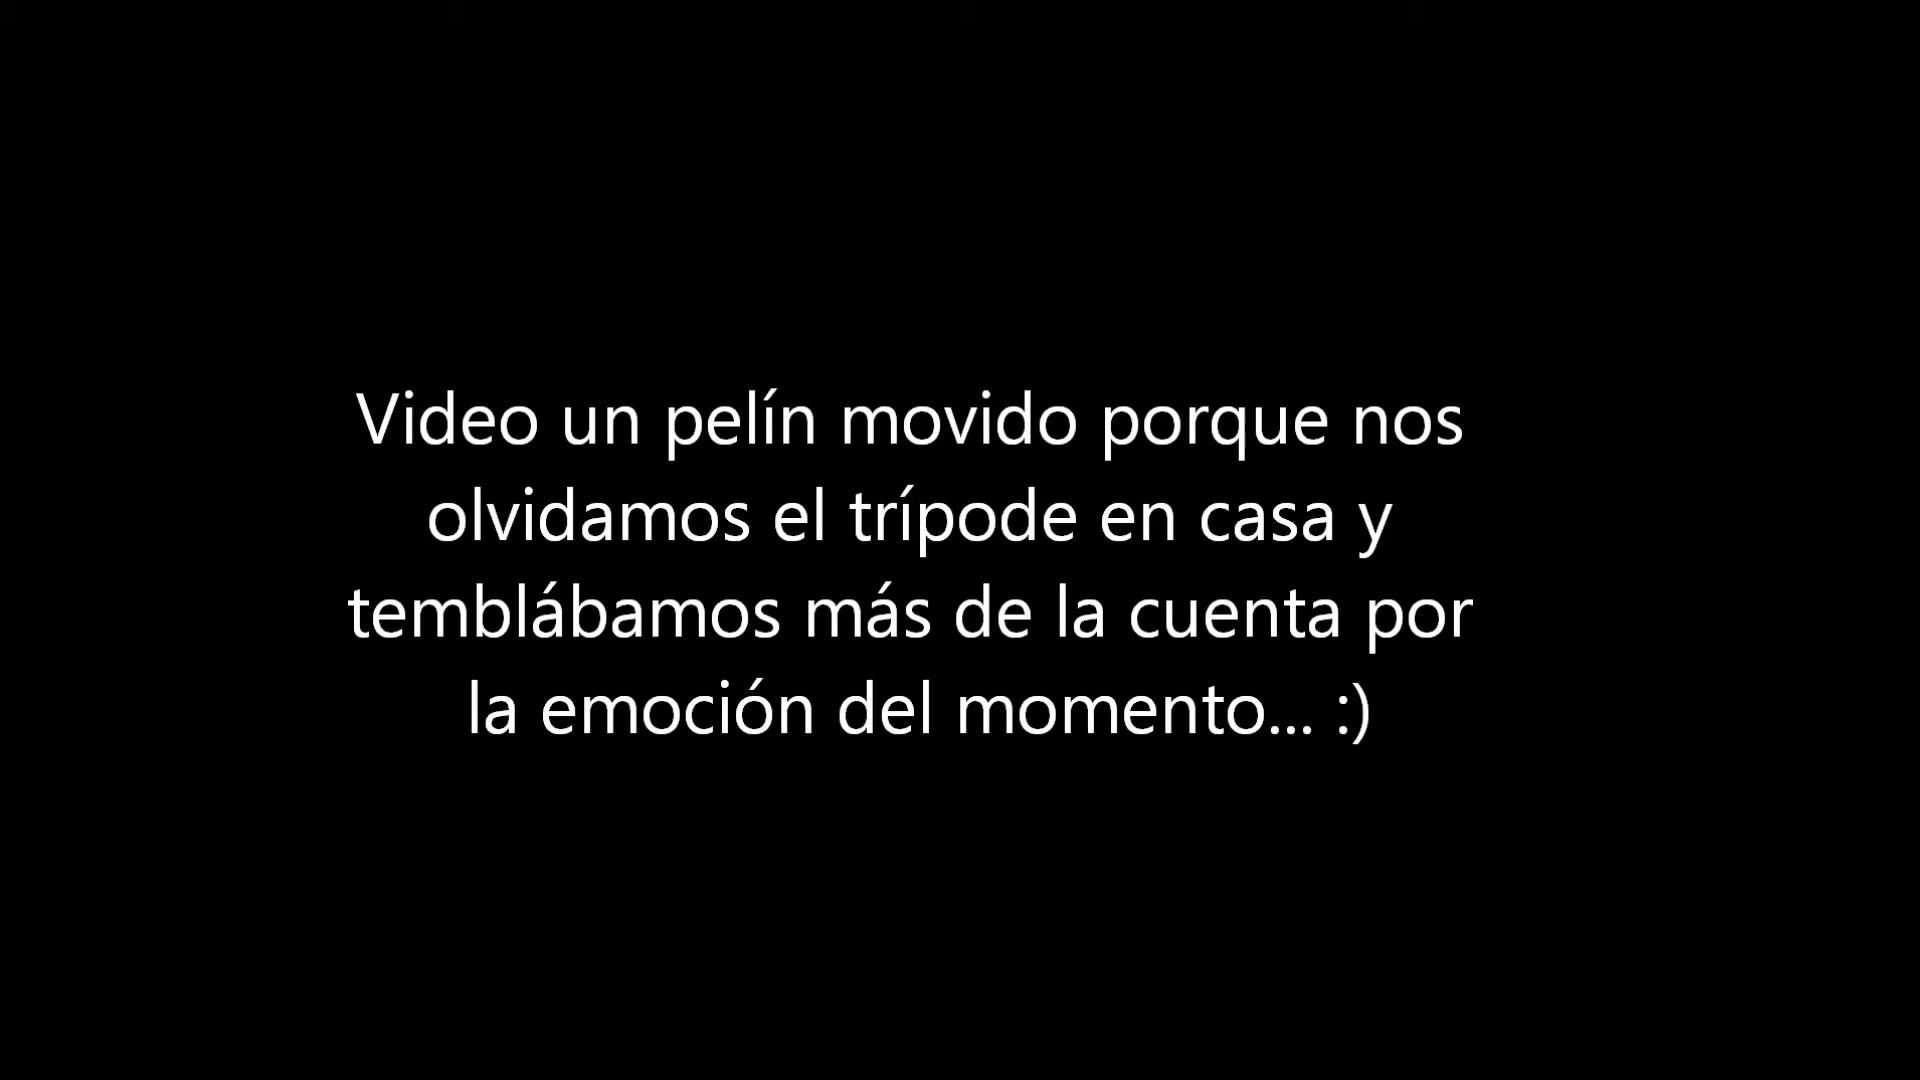 Video un pelín movido porque nos
olvidamos el trípode en casa y
temblábamos más de la cuenta por
la emoción del momento... :)